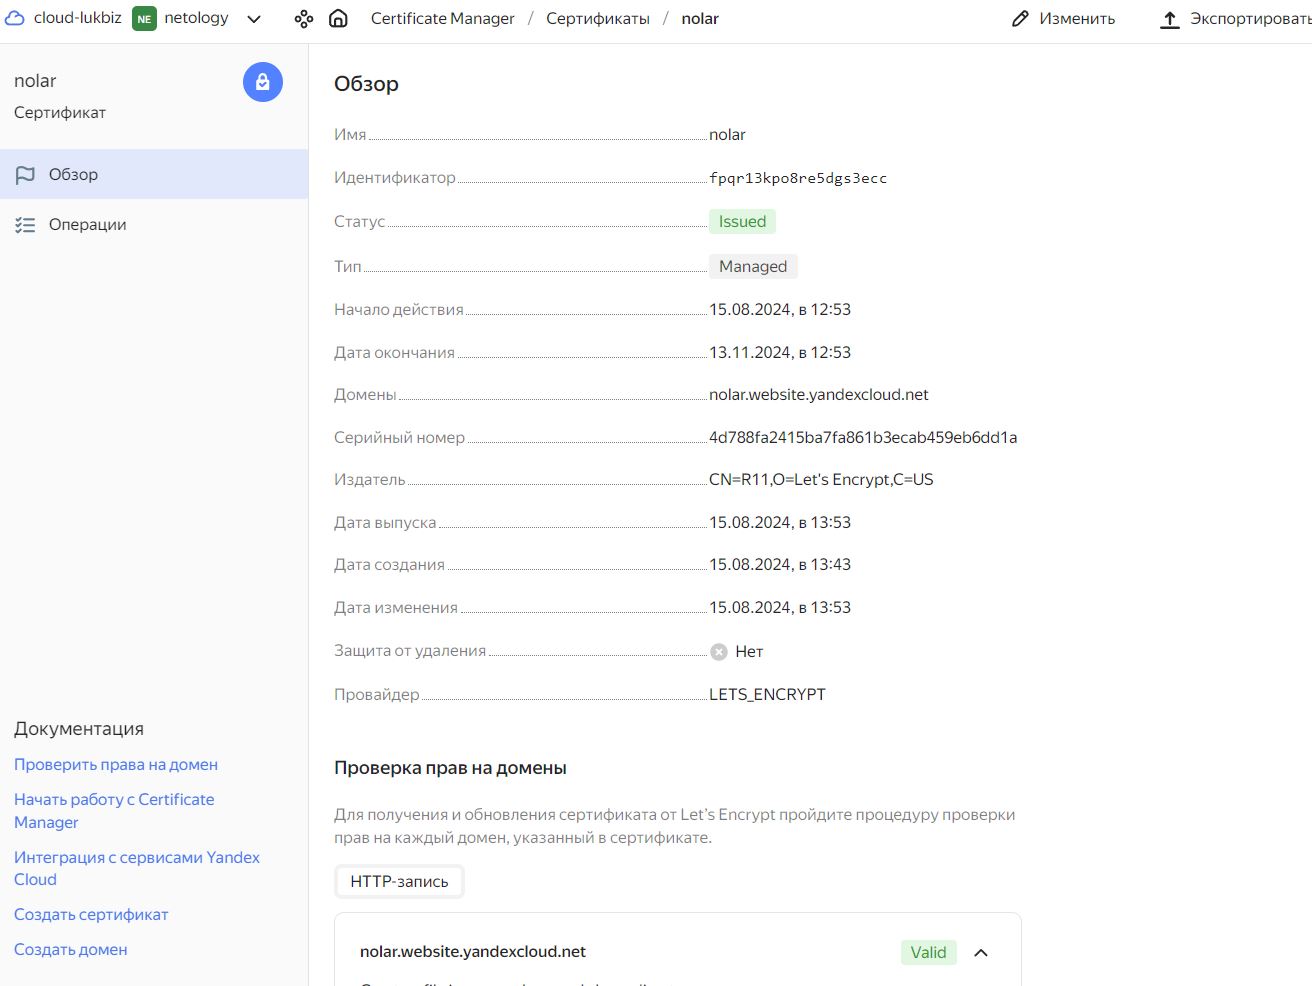 cloud-lukbiz NE netology Certificate Manager / Сертификаты / nolar Изменить Экспортировать
nolar
Сертификат
Обзор
Операции
Документация
Проверить права на домен
Начать работу с Certificate
Manager
Интеграция с сервисами Yandex
Cloud
Создать сертификат
Создать домен
Обзор
Имя nolar
Идентификатор fpqr13kpo8re5dgs3ecc
Статус Issued
Тип Managed
Начало действия 15.08.2024, в 12:53
Дата окончания 13.11.2024, в 12:53
Домены nolar.website.yandexcloud.net
Серийный номер 4d788fa2415ba7fa861b3ecab459eb6dd1a
Издатель CN=R11,O=Let's Encrypt,C=US
Дата выпуска 15.08.2024, в 13:53
Дата создания 15.08.2024, в 13:43
Дата изменения 15.08.2024, в 13:53
Защита от удаления Нет
Провайдер LETS_ENCRYPT
Проверка прав на домены
Для получения и обновления сертификата от Let's Encrypt пройдите процедуру проверки
прав на каждый домен, указанный в сертификате.
HTTP-запись
nolar.website.yandexcloud.net Valid